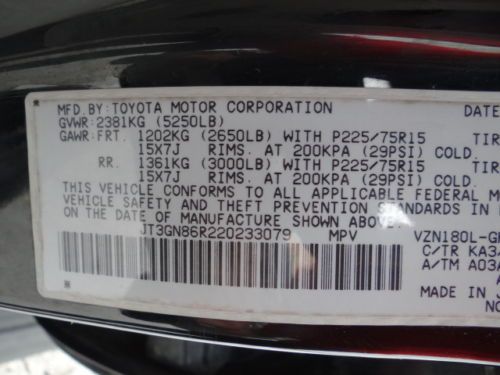 MFD.BY:TOYOTA MOTOR CORPORATION DATE
GVWR:2381KG (5250LB)
GAWR:FRT. 1202KG (2650LB) WITH P225/75R15 TIR
15X7J RIMS. AT 200KPA (29PSI) COLD.
RR. 1361KG (3000LB) WITH P225/75R15 TIR
15X7J RIMS. AT 200KPA (29PSI) COLD.
THIS VEHICLE CONFORMS TO ALL APPLICABLE FEDERAL M
VEHICLE SAFETY AND THEFT PREVENTION STANDARDS IN
ON THE DATE OF MANUFACTURE SHOWN ABOVE.
JT3GN86R220233079 MPV VZN180L-G
C/TR KA3
A/TM A03A
MADE IN J
NO